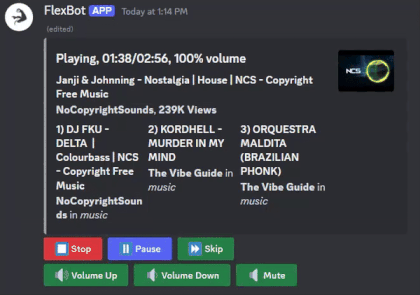 FlexBot APP Today at 1:14 PM
(edited)
Playing, 01:38/02:56, 100% volume
Janji & Johnning - Nostalgia | House | NCS - Copyright
Free Music
NoCopyrightSounds, 239K Views
NCS
1) DJ FKU -
DELTA |
Colourbass | NCS
- Copyright Free
Music
NoCopyrightSoun
ds in music
2) KORDHELL -
MURDER IN MY
MIND
The Vibe Guide in
music
3) ORQUESTRA
MALDITA
(BRAZILIAN
PHONK)
The Vibe Guide in
music
Stop
Pause
Skip
Volume Up
Volume Down
Mute